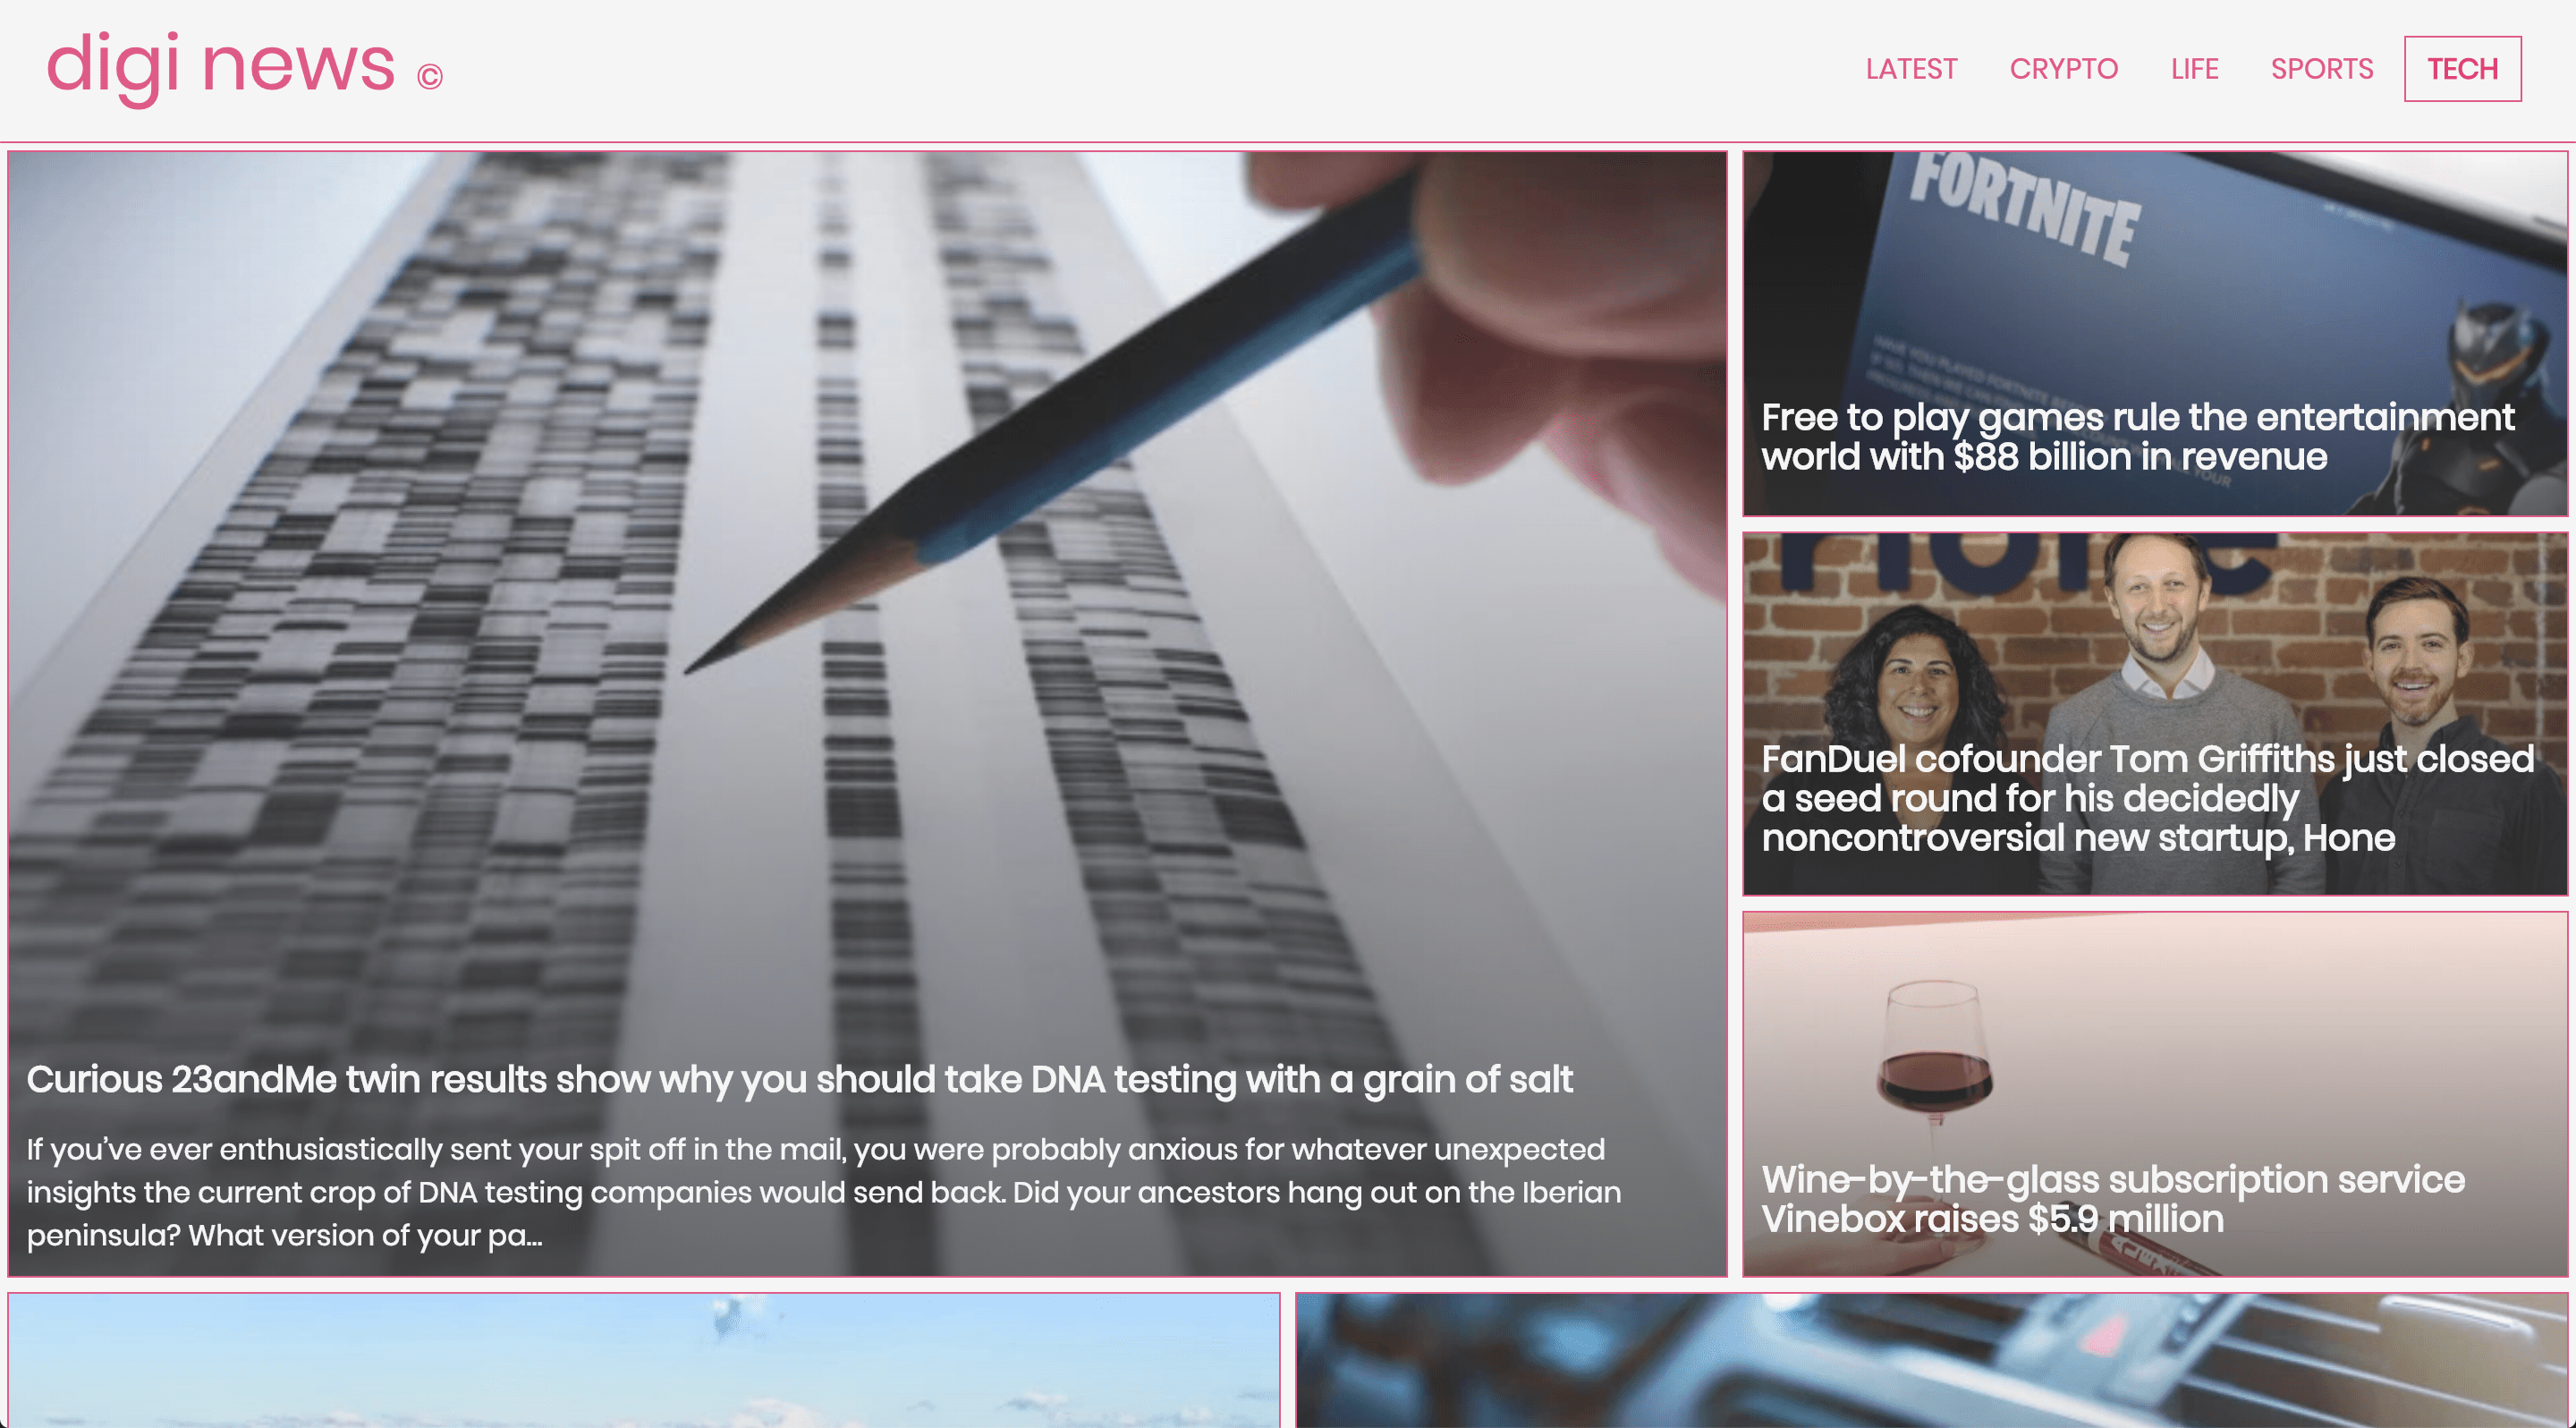 digi news ©
LATEST CRYPTO LIFE SPORTS TECH
FORTNITE
Free to play games rule the entertainment
world with $88 billion in revenue
FanDuel cofounder Tom Griffiths just closed
a seed round for his decidedly
noncontroversial new startup, Hone
Curious 23andMe twin results show why you should take DNA testing with a grain of salt
If you’ve ever enthusiastically sent your spit off in the mail, you were probably anxious for whatever unexpected
insights the current crop of DNA testing companies would send back. Did your ancestors hang out on the Iberian
peninsula? What version of your pa...
Wine-by-the-glass subscription service
Vinebox raises $5.9 million